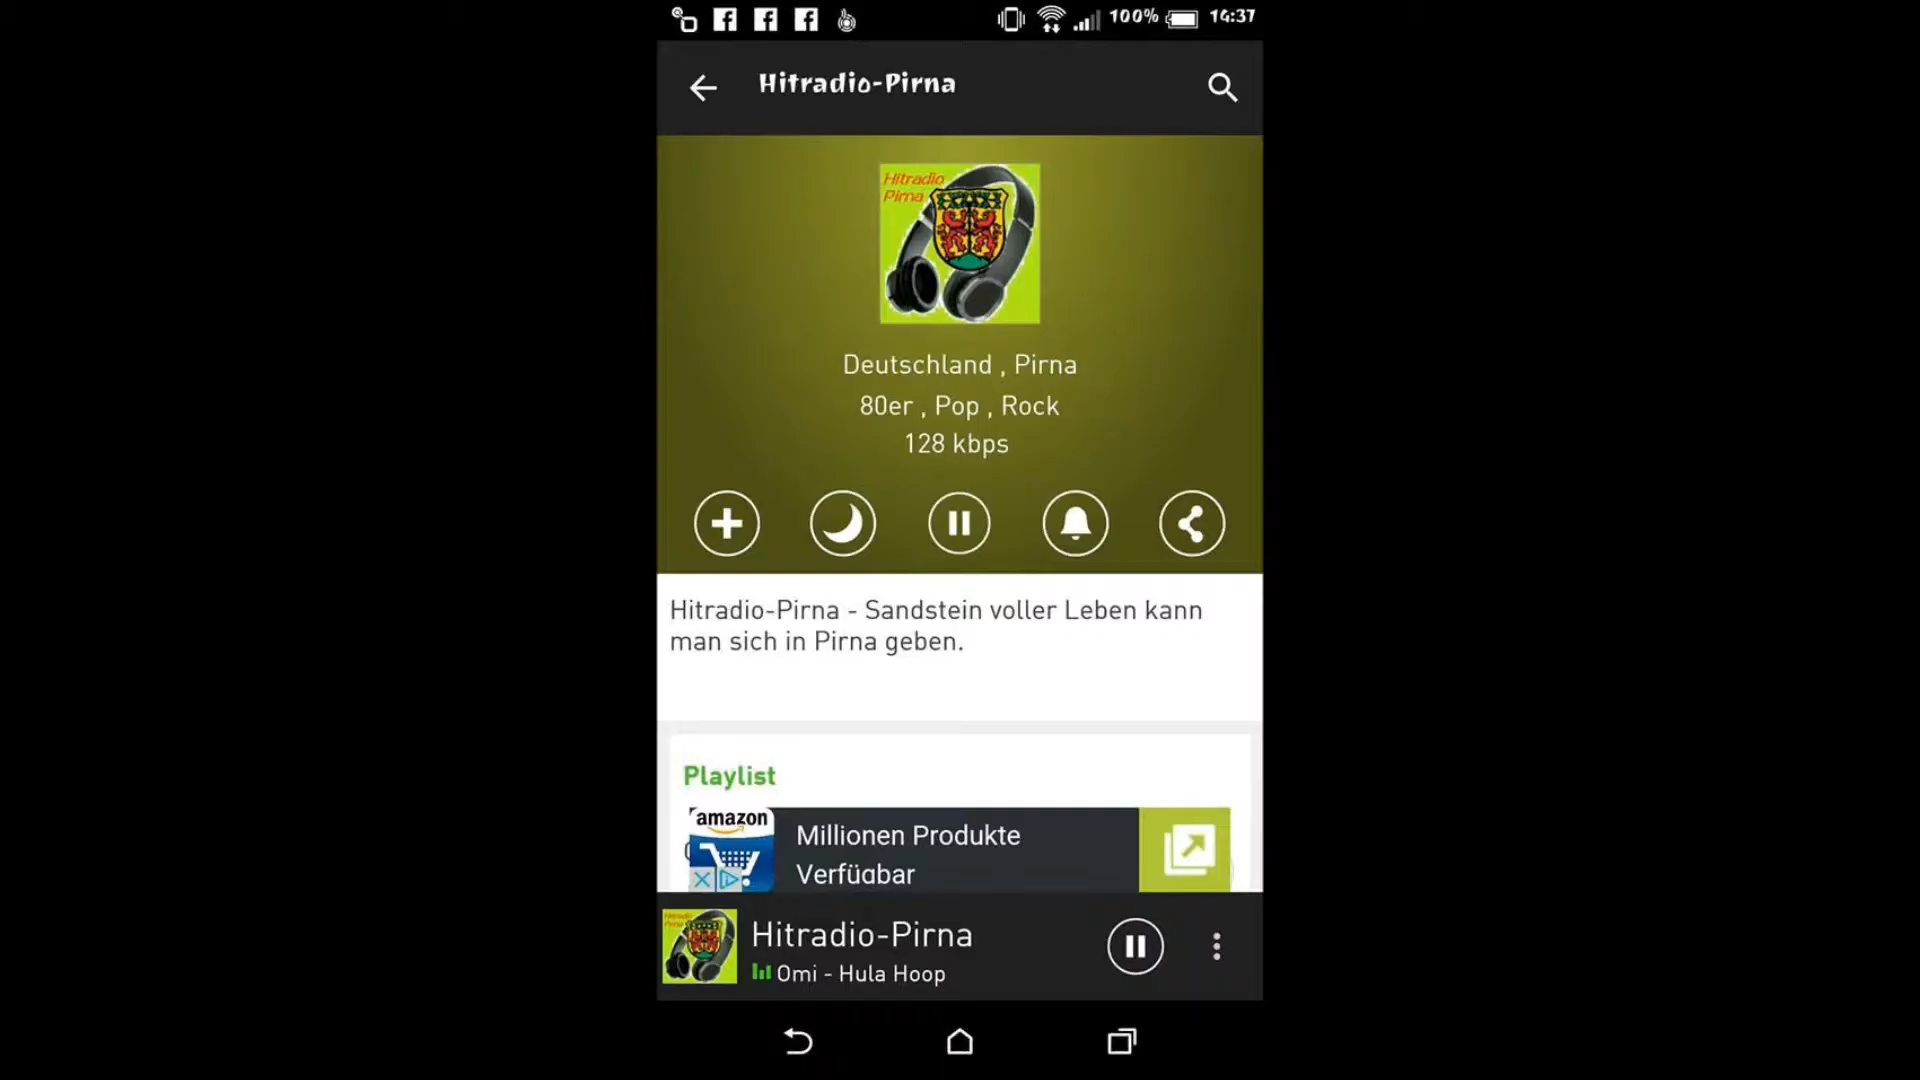 100% 14:37
Hitradio-Pirna
Hitradio
Pirna
Deutschland , Pirna
80er , Pop , Rock
128 kbps
Hitradio-Pirna - Sandstein voller Leben kann
man sich in Pirna geben.
Playlist
amazon
Millionen Produkte
Verfügbar
Hitradio-Pirna
Omi - Hula Hoop